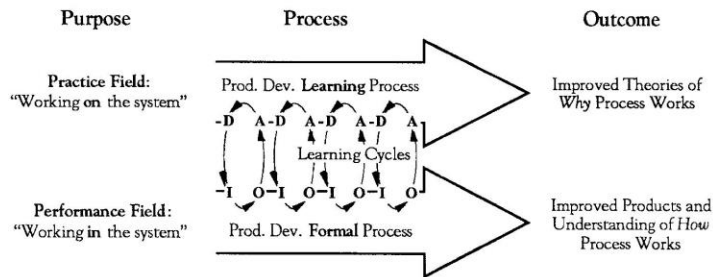 Purpose Process Outcome
Practice Field:
"Working on the system"
Prod. Dev. Learning Process
Improved Theories of
Why Process Works
-D A-D A-D A-D A
Learning Cycles
-I O-I O-I O-I O
Performance Field:
"Working in the system"
Prod. Dev. Formal Process
Improved Products and
Understanding of How
Process Works